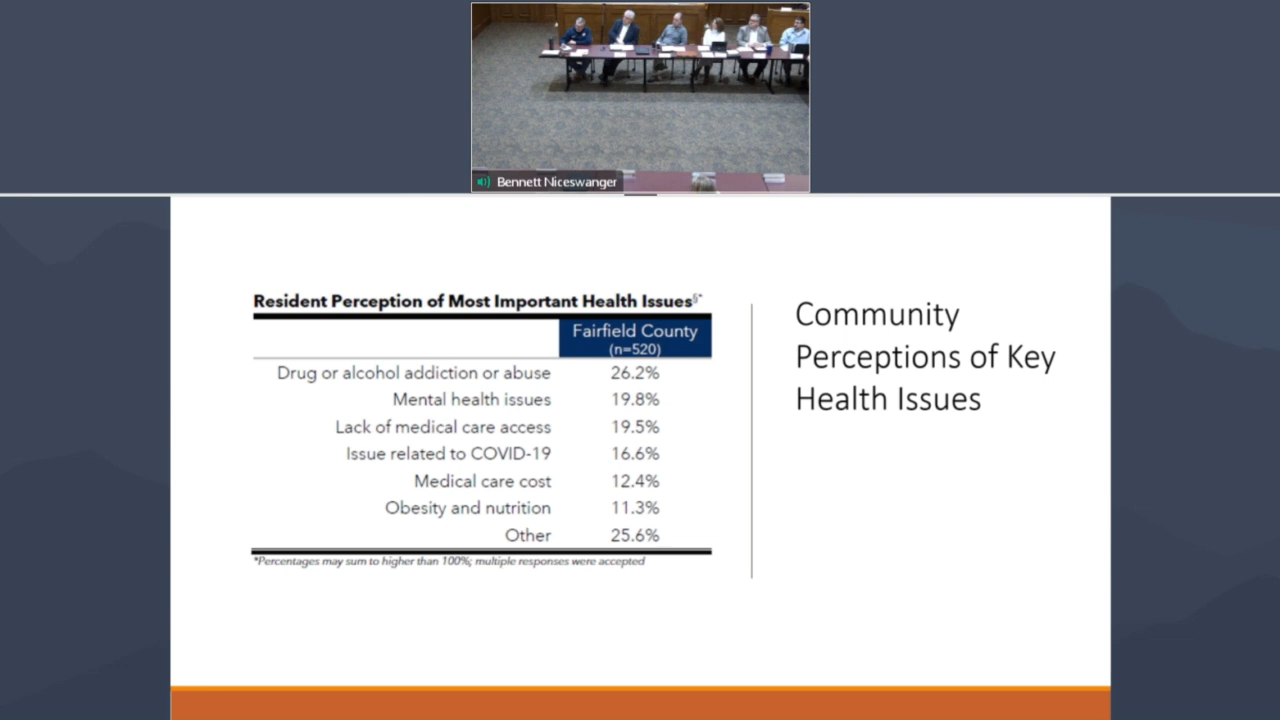 Bennett Niceswanger
Resident Perception of Most Important Health Issues§*
Fairfield County
(n=520)
Drug or alcohol addiction or abuse 26.2%
Mental health issues 19.8%
Lack of medical care access 19.5%
Issue related to COVID-19 16.6%
Medical care cost 12.4%
Obesity and nutrition 11.3%
Other 25.6%
*Percentages may sum to higher than 100%; multiple responses were accepted
Community
Perceptions of Key
Health Issues